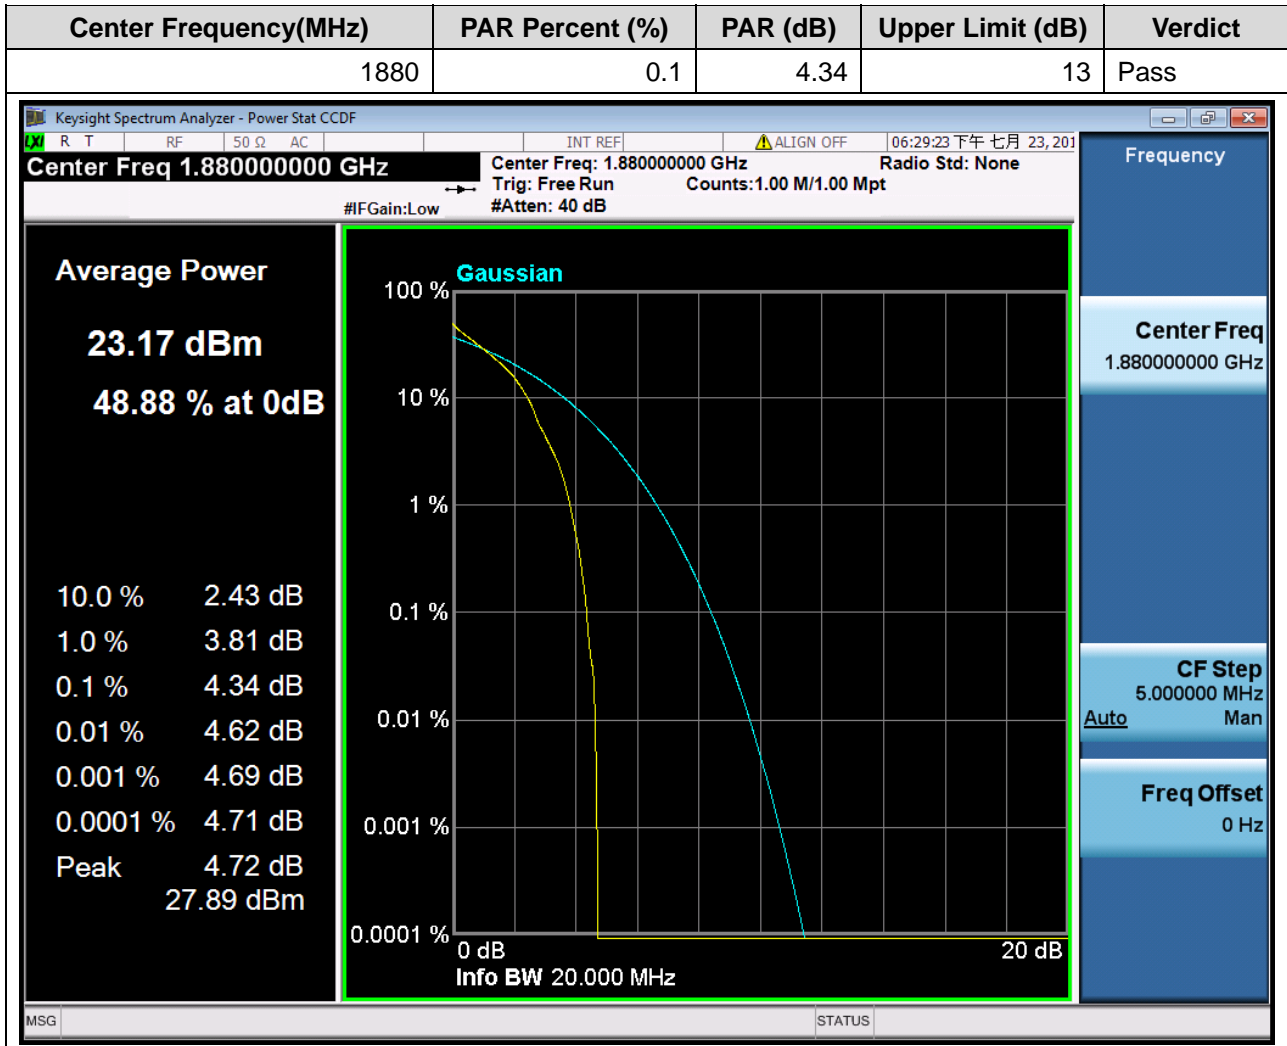 Center Frequency(MHz) PAR Percent (%) PAR (dB) Upper Limit (dB) Verdict
1880 0.1 4.34 13 Pass
Keysight Spectrum Analyzer - Power Stat CCDF
LXI R T RF 50 Ω AC INT REF ALIGN OFF 06:29:23 下午 七月 23, 201
Center Freq 1.880000000 GHz
Center Freq: 1.880000000 GHz Radio Std: None
Trig: Free Run Counts:1.00 M/1.00 Mpt
#IFGain:Low #Atten: 40 dB
Average Power
23.17 dBm
48.88 % at 0dB
10.0 % 2.43 dB
1.0 % 3.81 dB
0.1 % 4.34 dB
0.01 % 4.62 dB
0.001 % 4.69 dB
0.0001 % 4.71 dB
Peak 4.72 dB
27.89 dBm
Gaussian
100 %
10 %
1 %
0.1 %
0.01 %
0.001 %
0.0001 %
0 dB 20 dB
Info BW 20.000 MHz
Frequency
Center Freq
1.880000000 GHz
CF Step
5.000000 MHz
Auto Man
Freq Offset
0 Hz
MSG STATUS